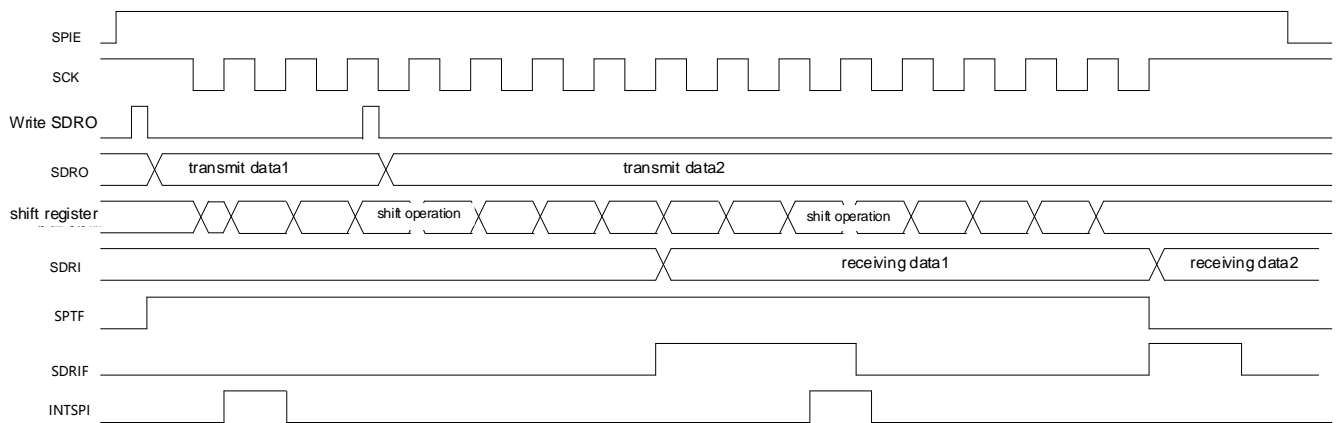 SPIE
SCK
Write SDRO
SDRO
transmit data1
transmit data2
shift register
shift operation
shift operation
SDRI
receiving data1
receiving data2
SPTF
SDRIF
INTSPI